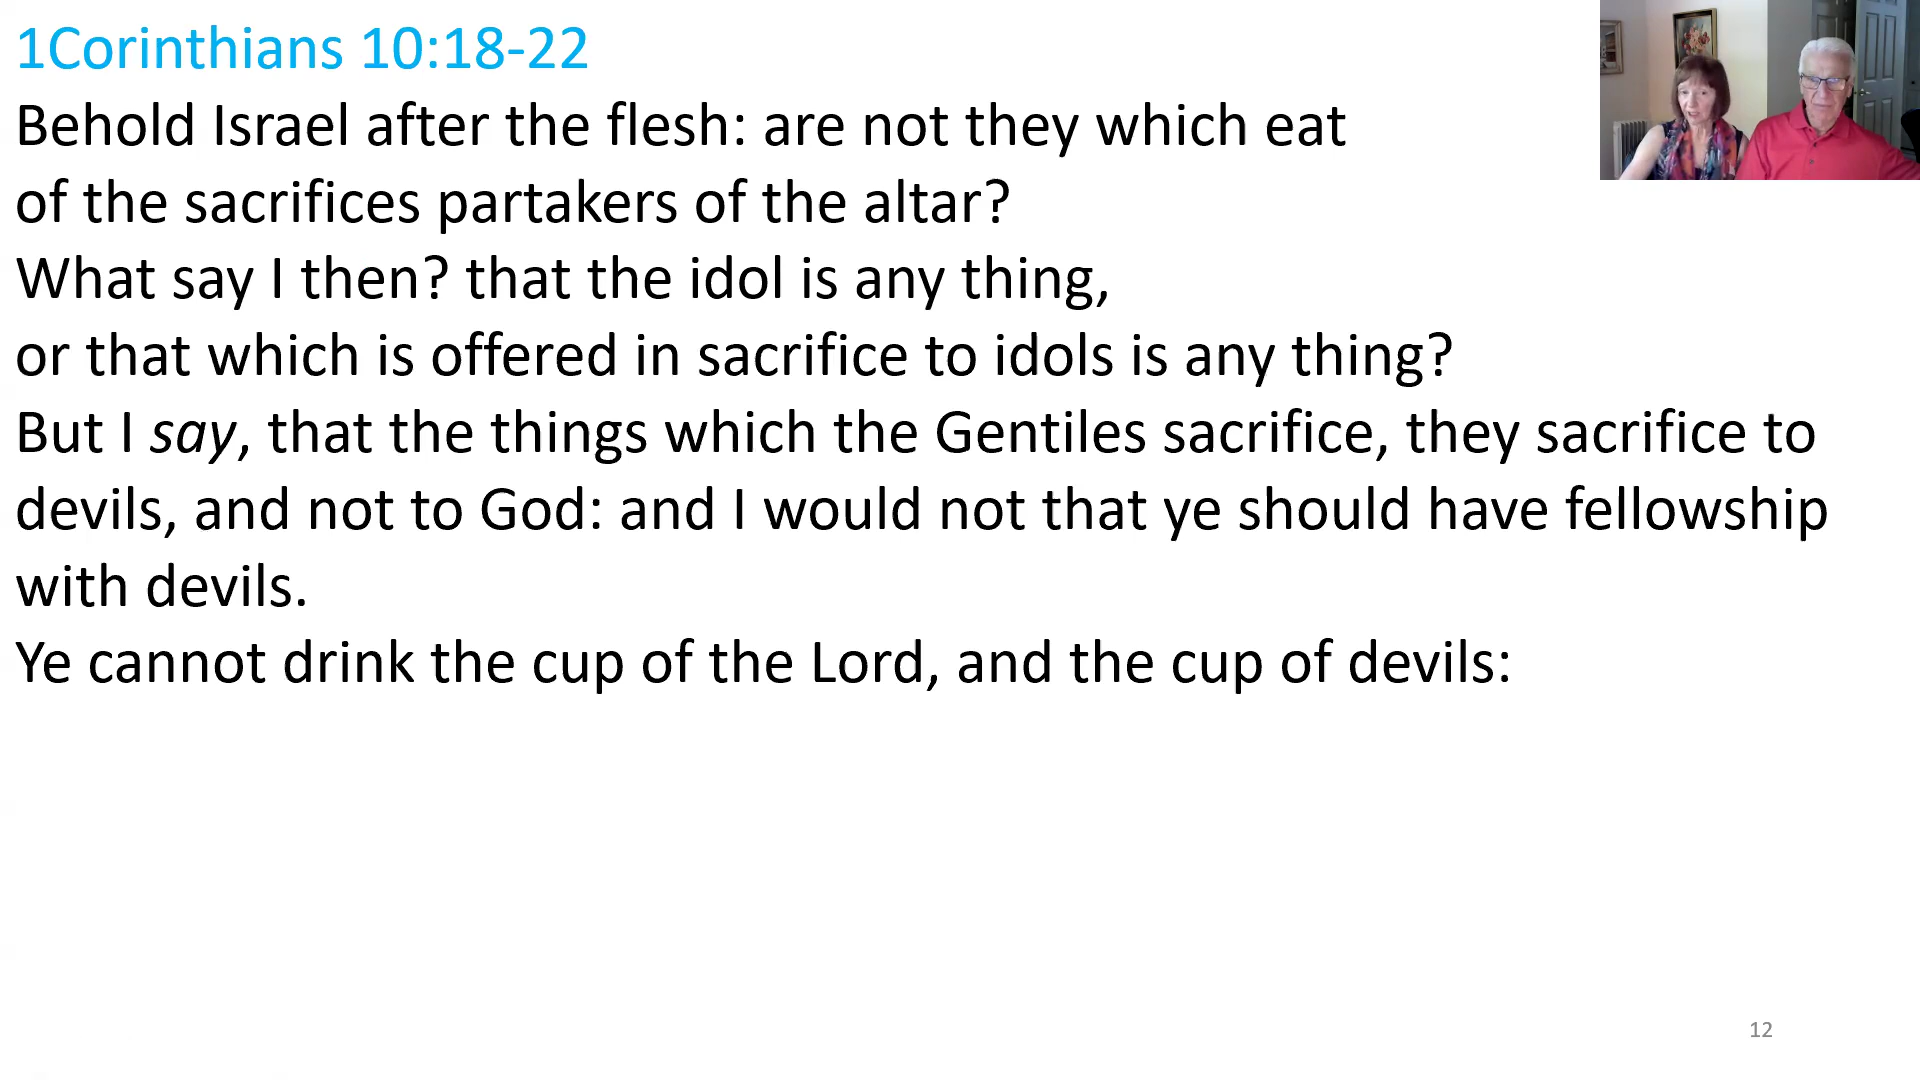 1Corinthians 10:18-22
Behold Israel after the flesh: are not they which eat
of the sacrifices partakers of the altar?
What say I then? that the idol is any thing,
or that which is offered in sacrifice to idols is any thing?
But I say, that the things which the Gentiles sacrifice, they sacrifice to
devils, and not to God: and I would not that ye should have fellowship
with devils.
Ye cannot drink the cup of the Lord, and the cup of devils:
12